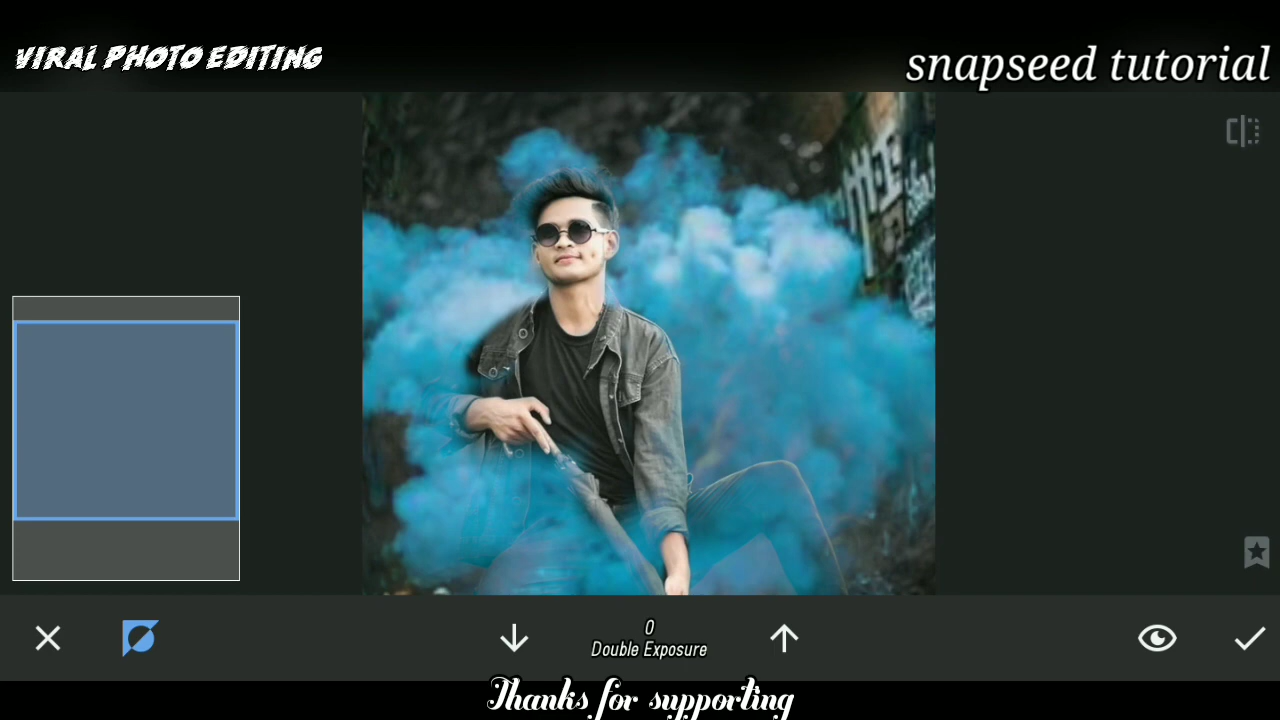 VIRAL PHOTO EDITING
snapseed tutorial
0
Double Exposure
Thanks for supporting